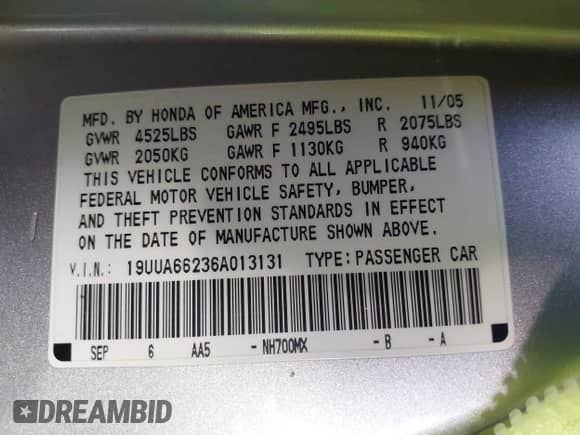 MFD. BY HONDA OF AMERICA MFG., INC. 11/05
GVWR 4525LBS GAWR F 2495LBS R 2075LBS
GVWR 2050KG GAWR F 1130KG R 940KG
THIS VEHICLE CONFORMS TO ALL APPLICABLE
FEDERAL MOTOR VEHICLE SAFETY, BUMPER,
AND THEFT PREVENTION STANDARDS IN EFFECT
ON THE DATE OF MANUFACTURE SHOWN ABOVE.
V.I.N.: 19UUA66236A013131 TYPE: PASSENGER CAR
SEP 6 AA5 - NH700MX - B - A
DREAMBID